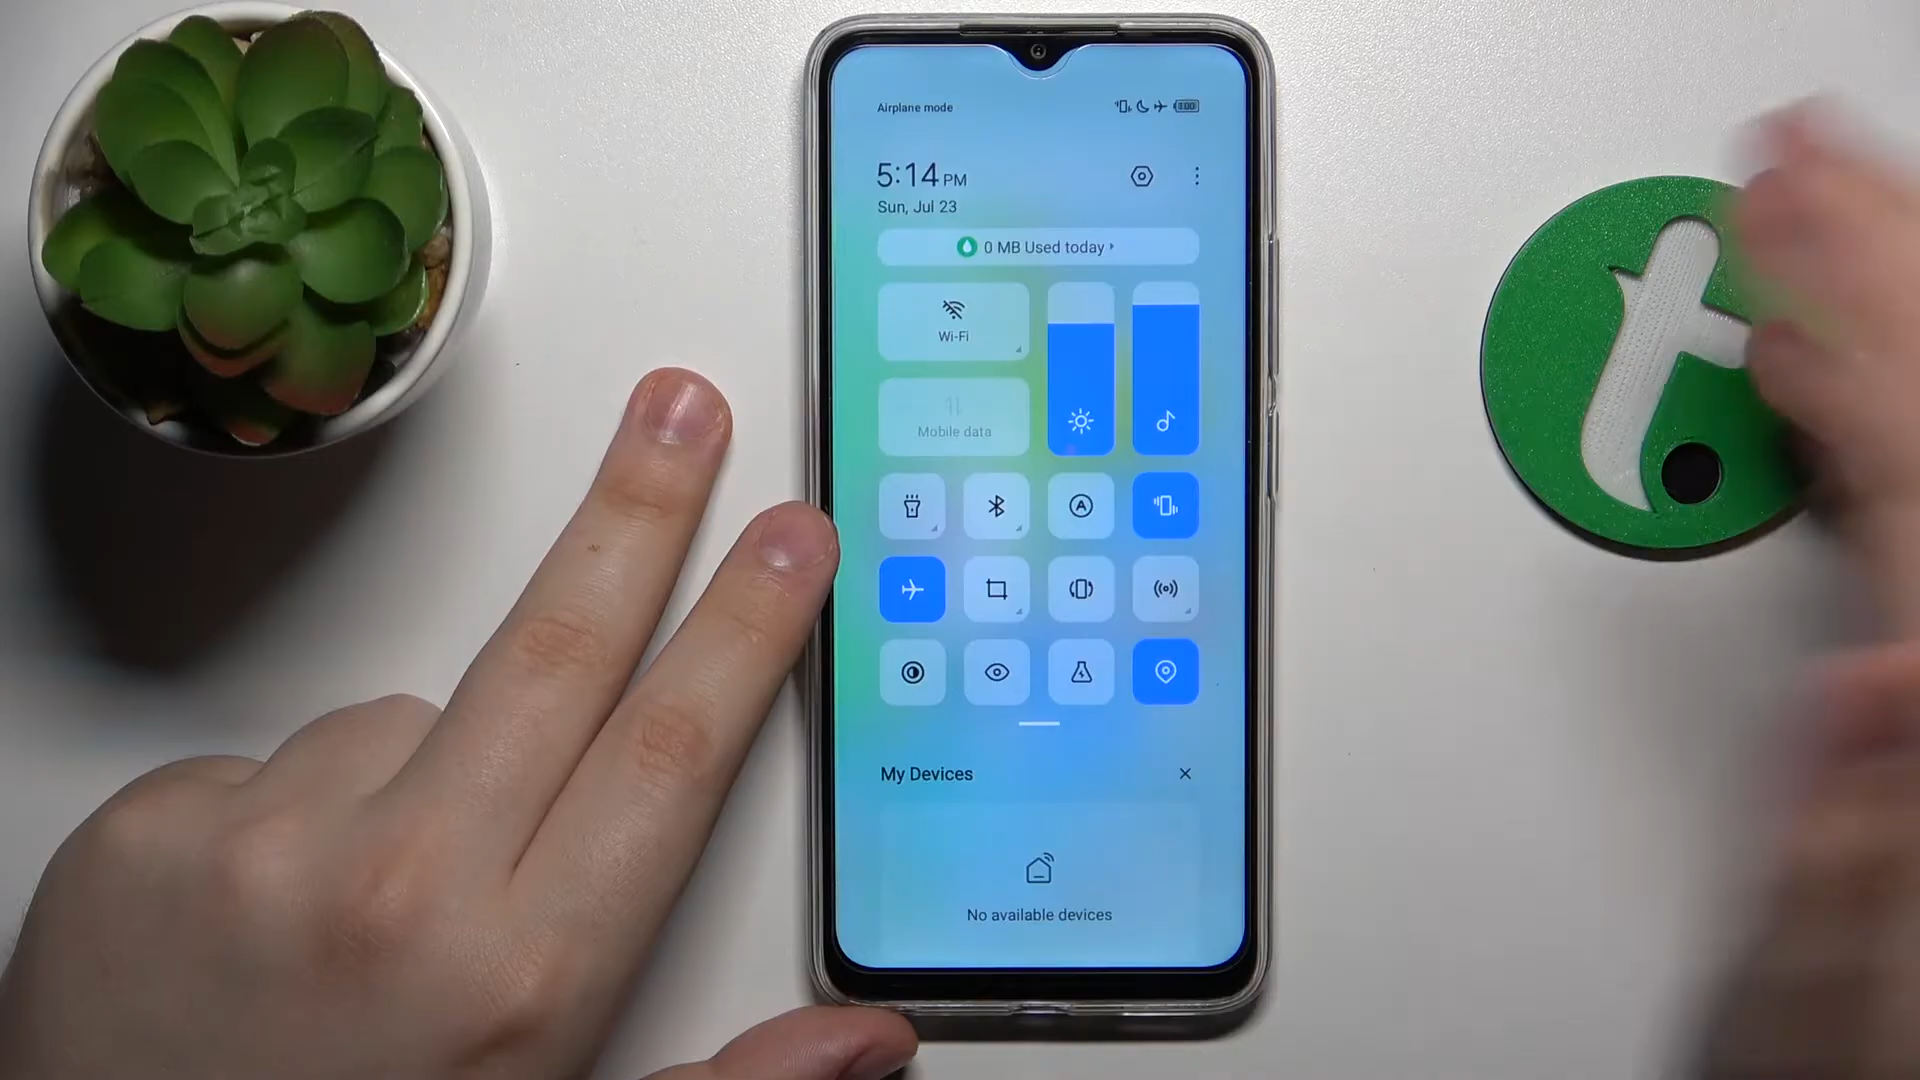 Airplane mode
5:14 PM
Sun, Jul 23
0 MB Used today
Wi-Fi
Mobile data
My Devices
No available devices